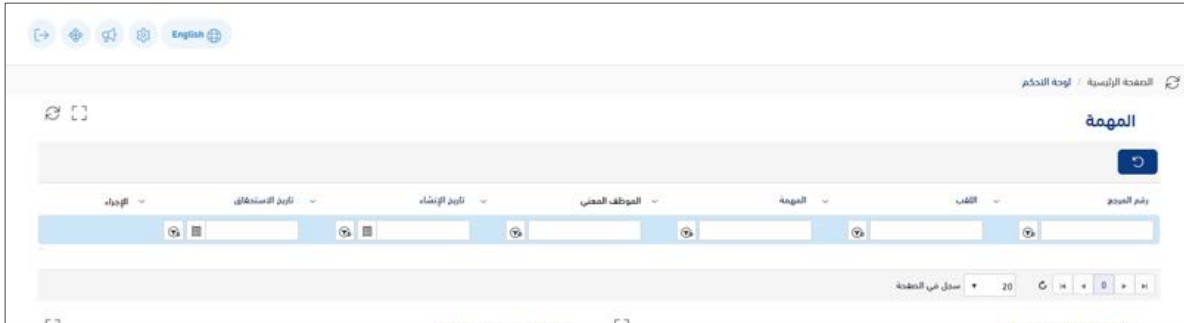 English
الصفحة الرئيسية / لوحة التحكم
المهمة
رقم المرجع اللقب المهمة الموظف المعني تاريخ الإنشاء تاريخ الاستحقاق الإجراء
0 20 سجل في الصفحة